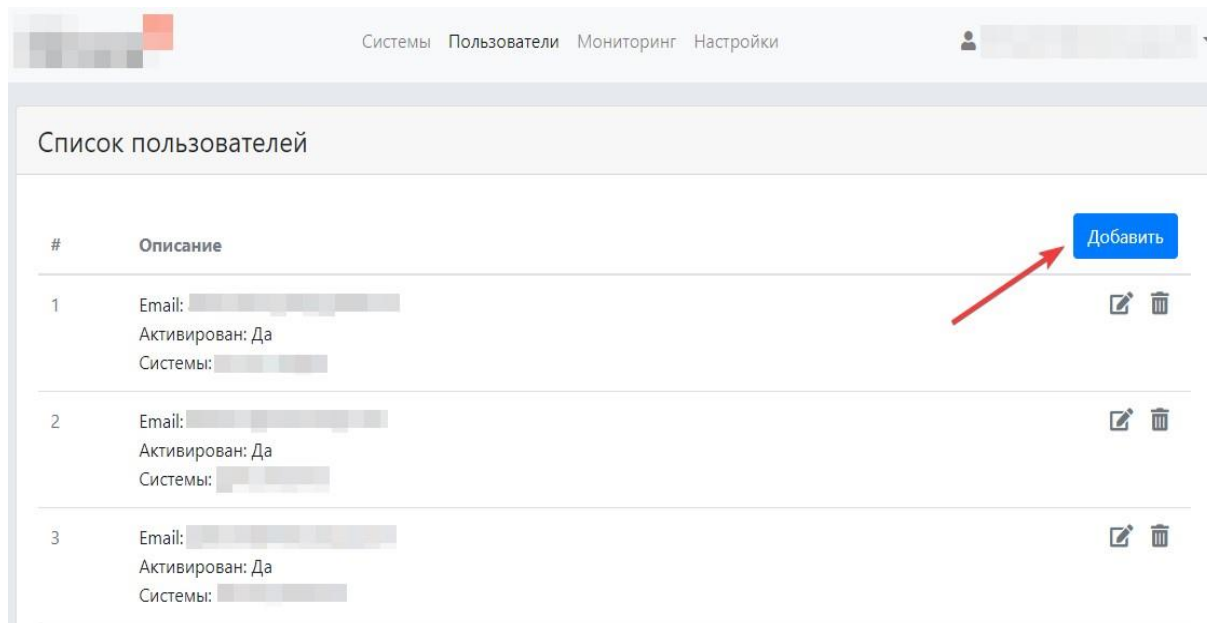 Системы Пользователи Мониторинг Настройки
Список пользователей
# Описание Добавить
1 Email:
Активирован: Да
Системы:
2 Email:
Активирован: Да
Системы:
3 Email:
Активирован: Да
Системы: